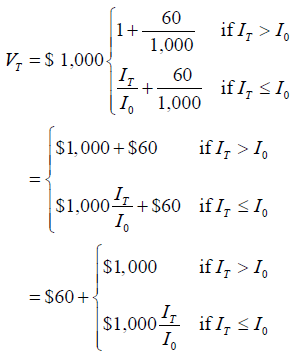 V_T = $ 1,000 { 1 + 60/1,000 if I_T > I_0
I_T/I_0 + 60/1,000 if I_T ≤ I_0
= { $1,000 + $60 if I_T > I_0
$1,000 I_T/I_0 + $60 if I_T ≤ I_0
= $60 + { $1,000 if I_T > I_0
$1,000 I_T/I_0 if I_T ≤ I_0